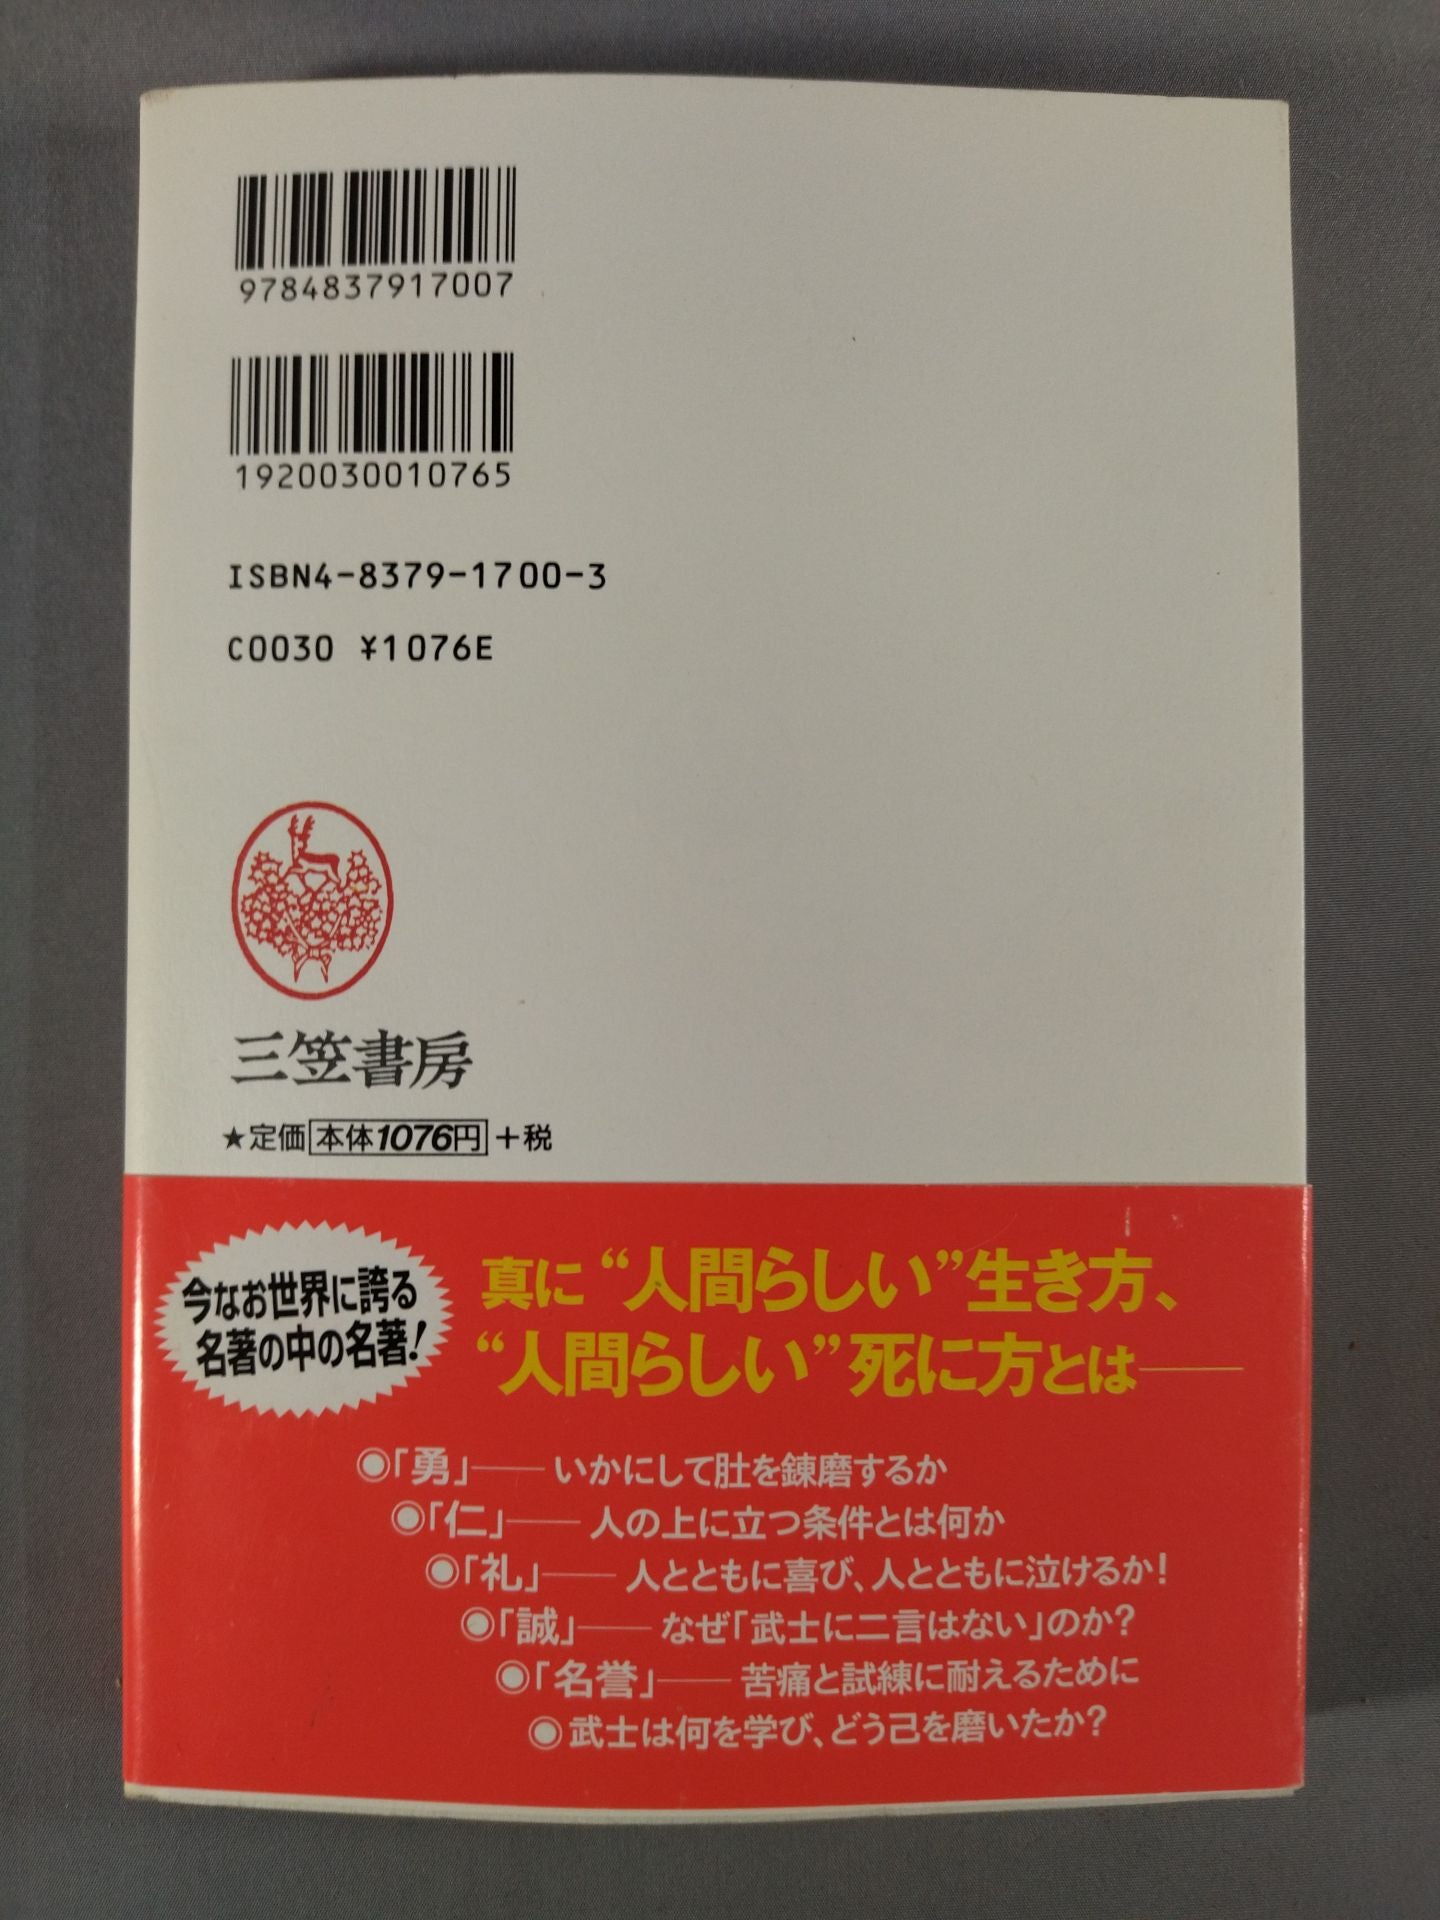 9784837917007
1920030010765
ISBN4-8379-1700-3
C0030 ¥1076E
三笠書房
★定価 本体1076円 +税
今なお世界に誇る
名著の中の名著!
真に“人間らしい”生き方、
“人間らしい”死に方とは――
◉「勇」――いかにして肚を錬磨するか
◉「仁」――人の上に立つ条件とは何か
◉「礼」――人とともに喜び、人とともに泣けるか!
◉「誠」――なぜ「武士に二言はない」のか?
◉「名誉」――苦痛と試練に耐えるために
◉武士は何を学び、どう己を磨いたか?